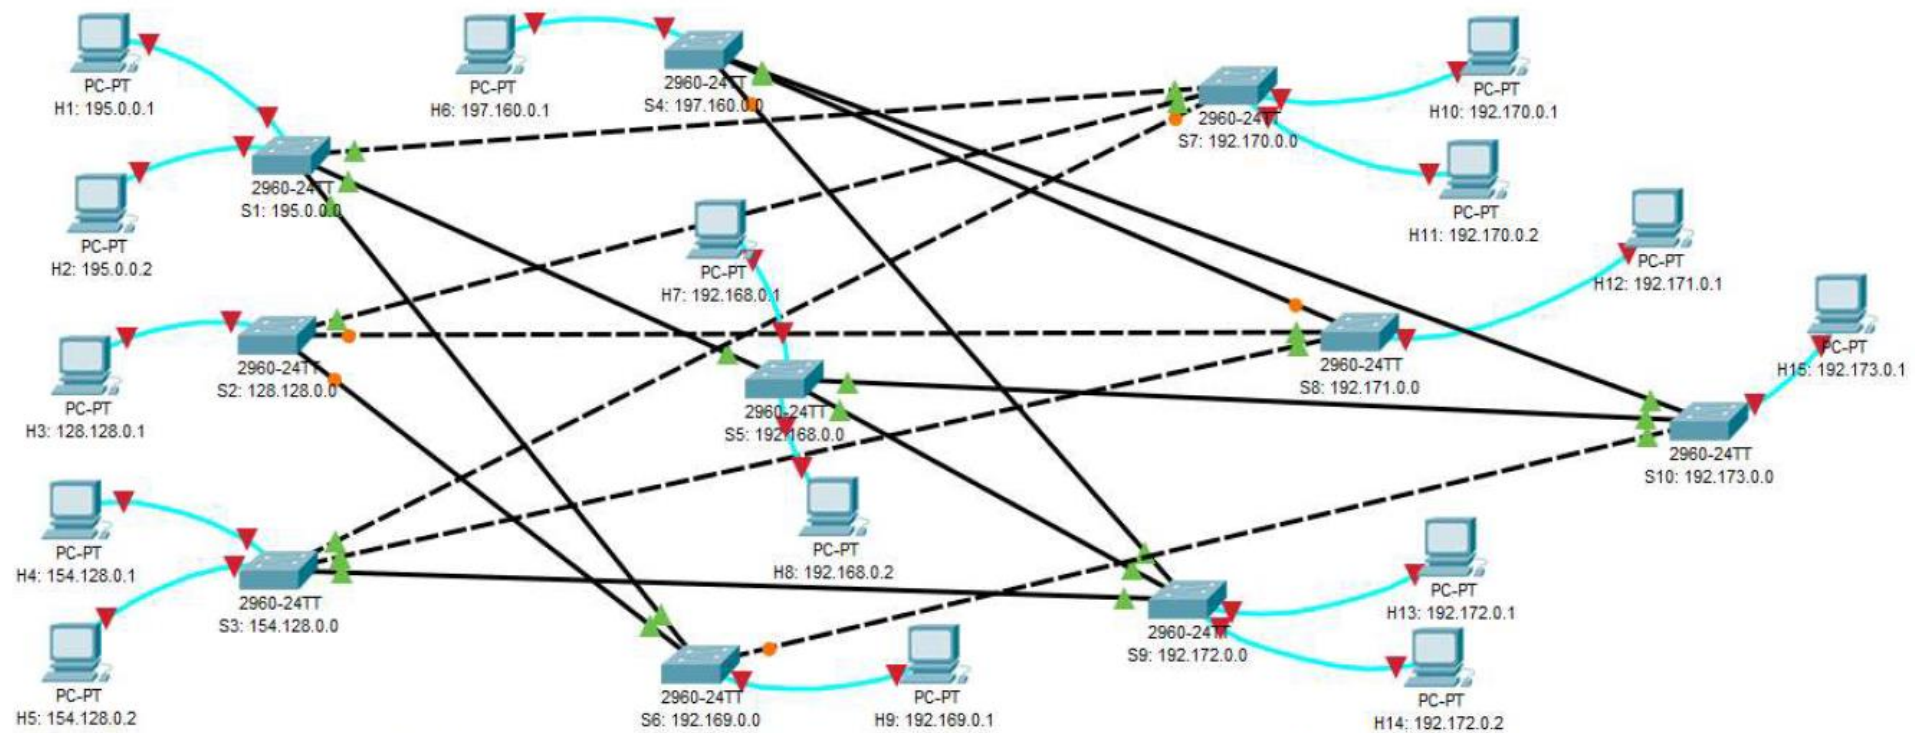 PC-PT
H1: 195.0.0.1
PC-PT
H6: 197.160.0.1
2960-24TT
S4: 197.160.0.0
PC-PT
H10: 192.170.0.1
2960-24TT
S7: 192.170.0.0
2960-24TT
S1: 195.0.0.0
PC-PT
H2: 195.0.0.2
PC-PT
H11: 192.170.0.2
PC-PT
H7: 192.168.0.1
PC-PT
H12: 192.171.0.1
2960-24TT
S2: 128.128.0.0
2960-24TT
S8: 192.171.0.0
PC-PT
H15: 192.173.0.1
PC-PT
H3: 128.128.0.1
2960-24TT
S5: 192.168.0.0
2960-24TT
S10: 192.173.0.0
PC-PT
H4: 154.128.0.1
PC-PT
H8: 192.168.0.2
2960-24TT
S3: 154.128.0.0
PC-PT
H13: 192.172.0.1
2960-24TT
S9: 192.172.0.0
PC-PT
H5: 154.128.0.2
2960-24TT
S6: 192.169.0.0
PC-PT
H9: 192.169.0.1
PC-PT
H14: 192.172.0.2